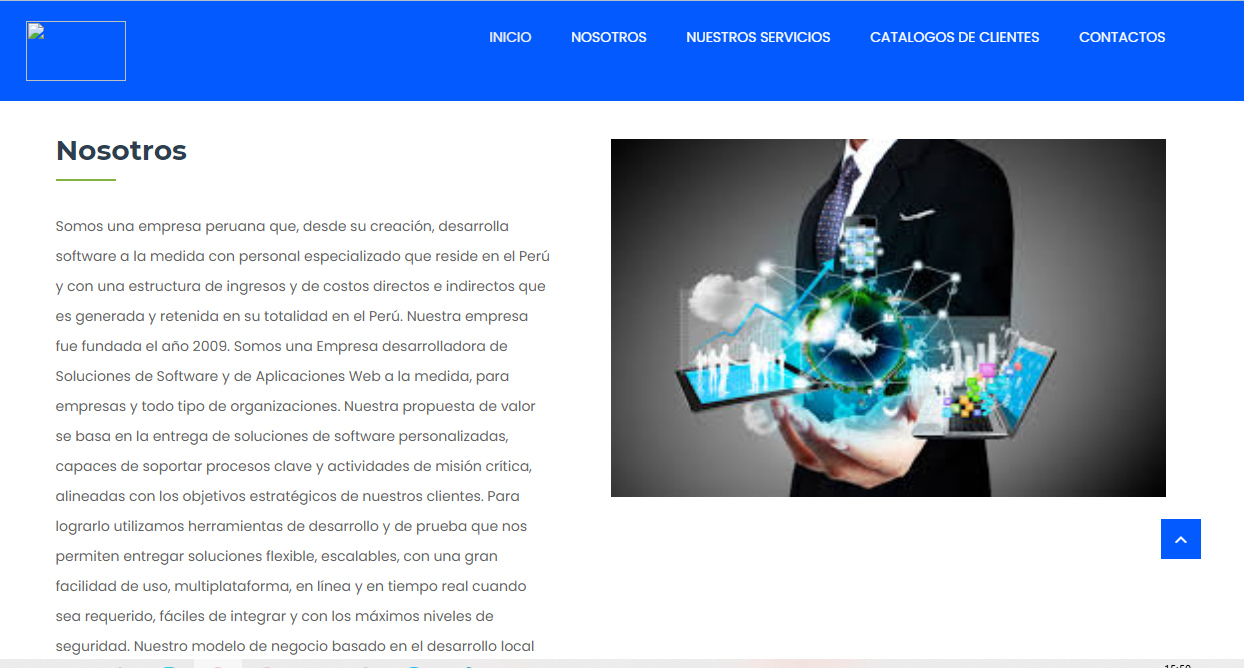 INICIO NOSOTROS NUESTROS SERVICIOS CATALOGOS DE CLIENTES CONTACTOS
Nosotros
Somos una empresa peruana que, desde su creación, desarrolla
software a la medida con personal especializado que reside en el Perú
y con una estructura de ingresos y de costos directos e indirectos que
es generada y retenida en su totalidad en el Perú. Nuestra empresa
fue fundada el año 2009. Somos una Empresa desarrolladora de
Soluciones de Software y de Aplicaciones Web a la medida, para
empresas y todo tipo de organizaciones. Nuestra propuesta de valor
se basa en la entrega de soluciones de software personalizadas,
capaces de soportar procesos clave y actividades de misión crítica,
alineadas con los objetivos estratégicos de nuestros clientes. Para
lograrlo utilizamos herramientas de desarrollo y de prueba que nos
permiten entregar soluciones flexible, escalables, con una gran
facilidad de uso, multiplataforma, en línea y en tiempo real cuando
sea requerido, fáciles de integrar y con los máximos niveles de
seguridad. Nuestro modelo de negocio basado en el desarrollo local